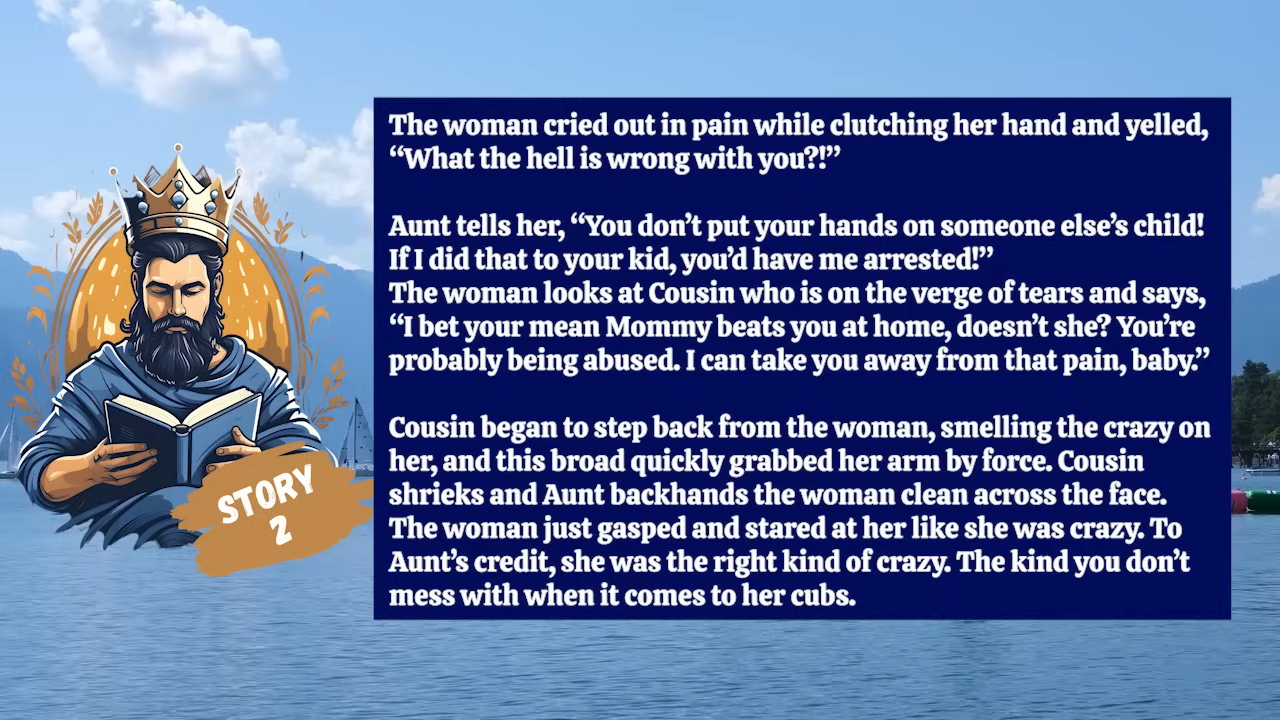 The woman cried out in pain while clutching her hand and yelled,
“What the hell is wrong with you?!”
Aunt tells her, “You don’t put your hands on someone else’s child!
If I did that to your kid, you’d have me arrested!”
The woman looks at Cousin who is on the verge of tears and says,
“I bet your mean Mommy beats you at home, doesn’t she? You’re
probably being abused. I can take you away from that pain, baby.”
Cousin began to step back from the woman, smelling the crazy on
her, and this broad quickly grabbed her arm by force. Cousin
shrieks and Aunt backhands the woman clean across the face.
The woman just gasped and stared at her like she was crazy. To
Aunt’s credit, she was the right kind of crazy. The kind you don’t
mess with when it comes to her cubs.
STORY
2